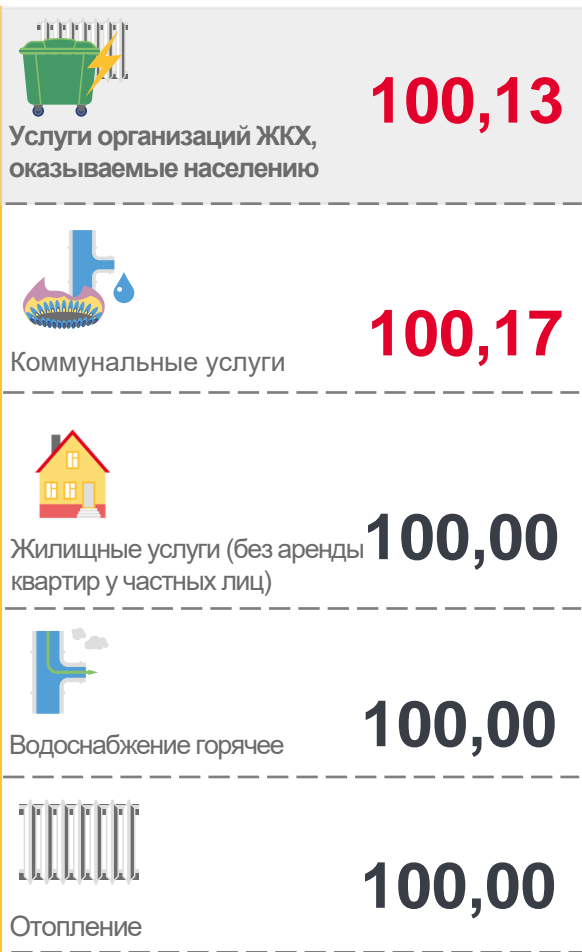 100,13
Услуги организаций ЖКХ,
оказываемые населению
100,17
Коммунальные услуги
100,00
Жилищные услуги (без аренды
квартир у частных лиц)
100,00
Водоснабжение горячее
100,00
Отопление